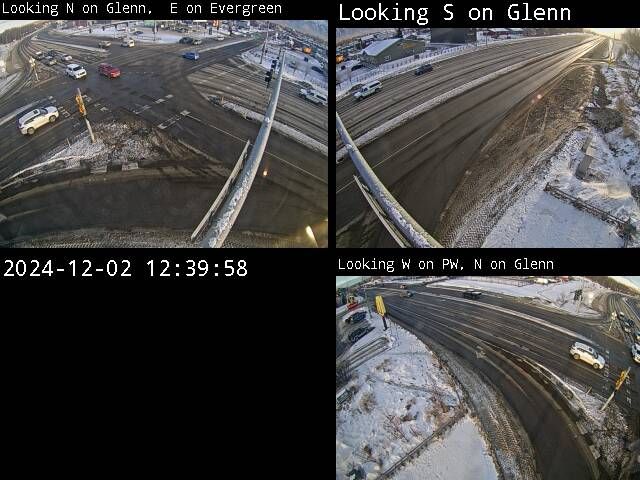 Looking N on Glenn,  E on Evergreen
Looking S on Glenn
2024-12-02 12:39:58
Looking W on PW, N on Glenn